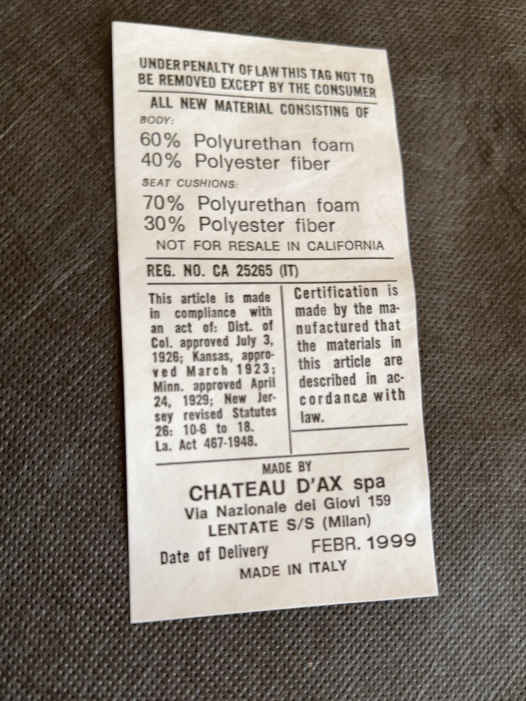 UNDER PENALTY OF LAW THIS TAG NOT TO
BE REMOVED EXCEPT BY THE CONSUMER
ALL NEW MATERIAL CONSISTING OF
BODY:
60% Polyurethan foam
40% Polyester fiber
SEAT CUSHIONS:
70% Polyurethan foam
30% Polyester fiber
NOT FOR RESALE IN CALIFORNIA
REG. NO. CA 25265 (IT)
This article is made
in compliance with
an act of: Dist. of
Col. approved July 3,
1926; Kansas, appro-
ved March 1923;
Minn. approved April
24, 1929; New Jer-
sey revised Statutes
26: 10-6 to 18.
La. Act 467-1948.
Certification is
made by the ma-
nufactured that
the materials in
this article are
described in ac-
cordance with
law.
MADE BY
CHATEAU D'AX spa
Via Nazionale dei Giovi 159
LENTATE S/S (Milan)
Date of Delivery FEBR. 1999
MADE IN ITALY